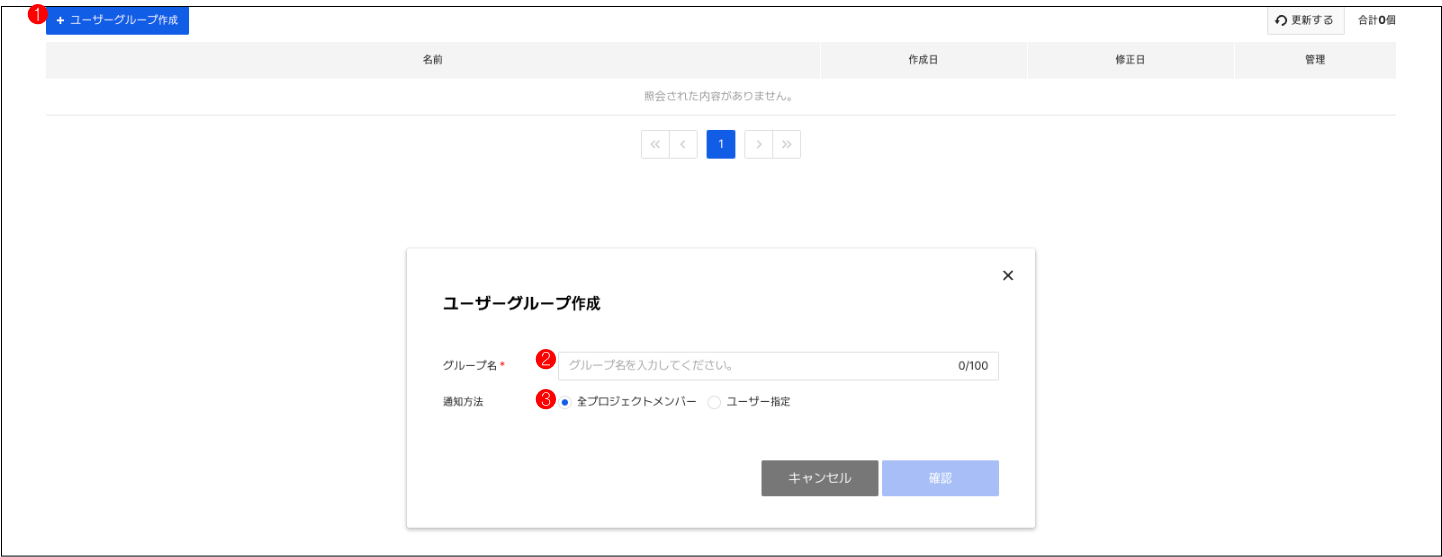 1 + ユーザーグループ作成 更新する 合計0個
名前 作成日 修正日 管理
照会された内容がありません。
« < 1 > »
×
ユーザーグループ作成
グループ名 * 2 グループ名を入力してください。 0/100
通知方法 3 全プロジェクトメンバー ユーザー指定
キャンセル 確認